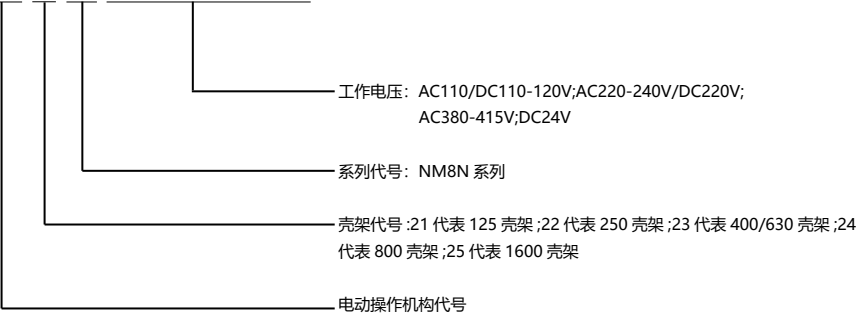 工作电压：AC110/DC110-120V;AC220-240V/DC220V;
AC380-415V;DC24V
系列代号：NM8N 系列
壳架代号 :21 代表 125 壳架 ;22 代表 250 壳架 ;23 代表 400/630 壳架 ;24
代表 800 壳架 ;25 代表 1600 壳架
电动操作机构代号